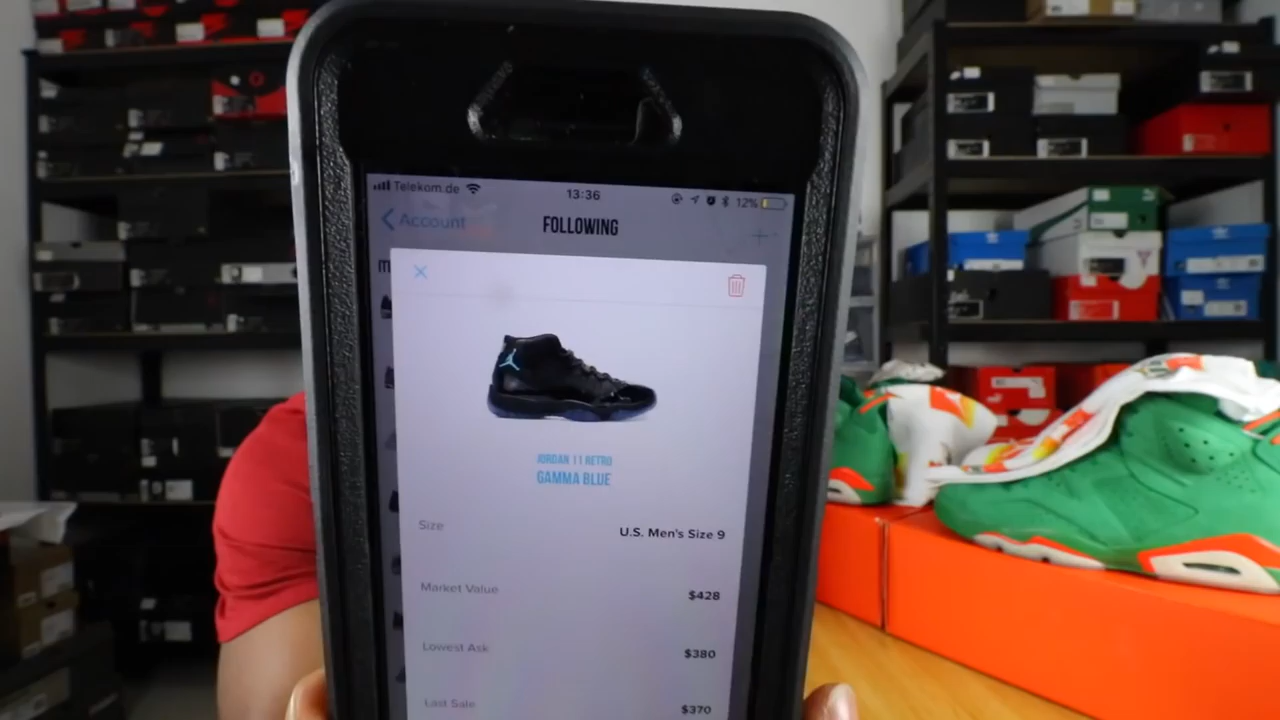 Telekom.de 13:36 12%
Account FOLLOWING
JORDAN 11 RETRO
GAMMA BLUE
Size U.S. Men's Size 9
Market Value $428
Lowest Ask $380
Last Sale $370